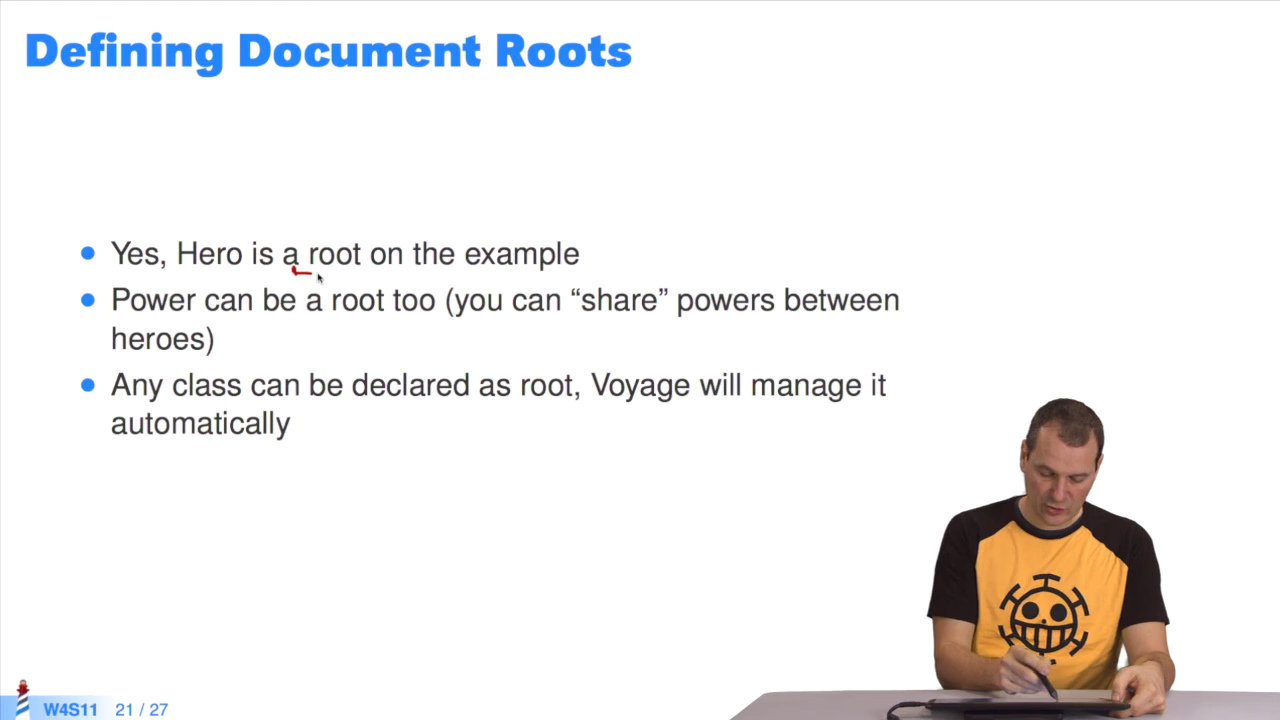 Defining Document Roots
Yes, Hero is a root on the example
Power can be a root too (you can “share” powers between
heroes)
Any class can be declared as root, Voyage will manage it
automatically
W4S11 21 / 27